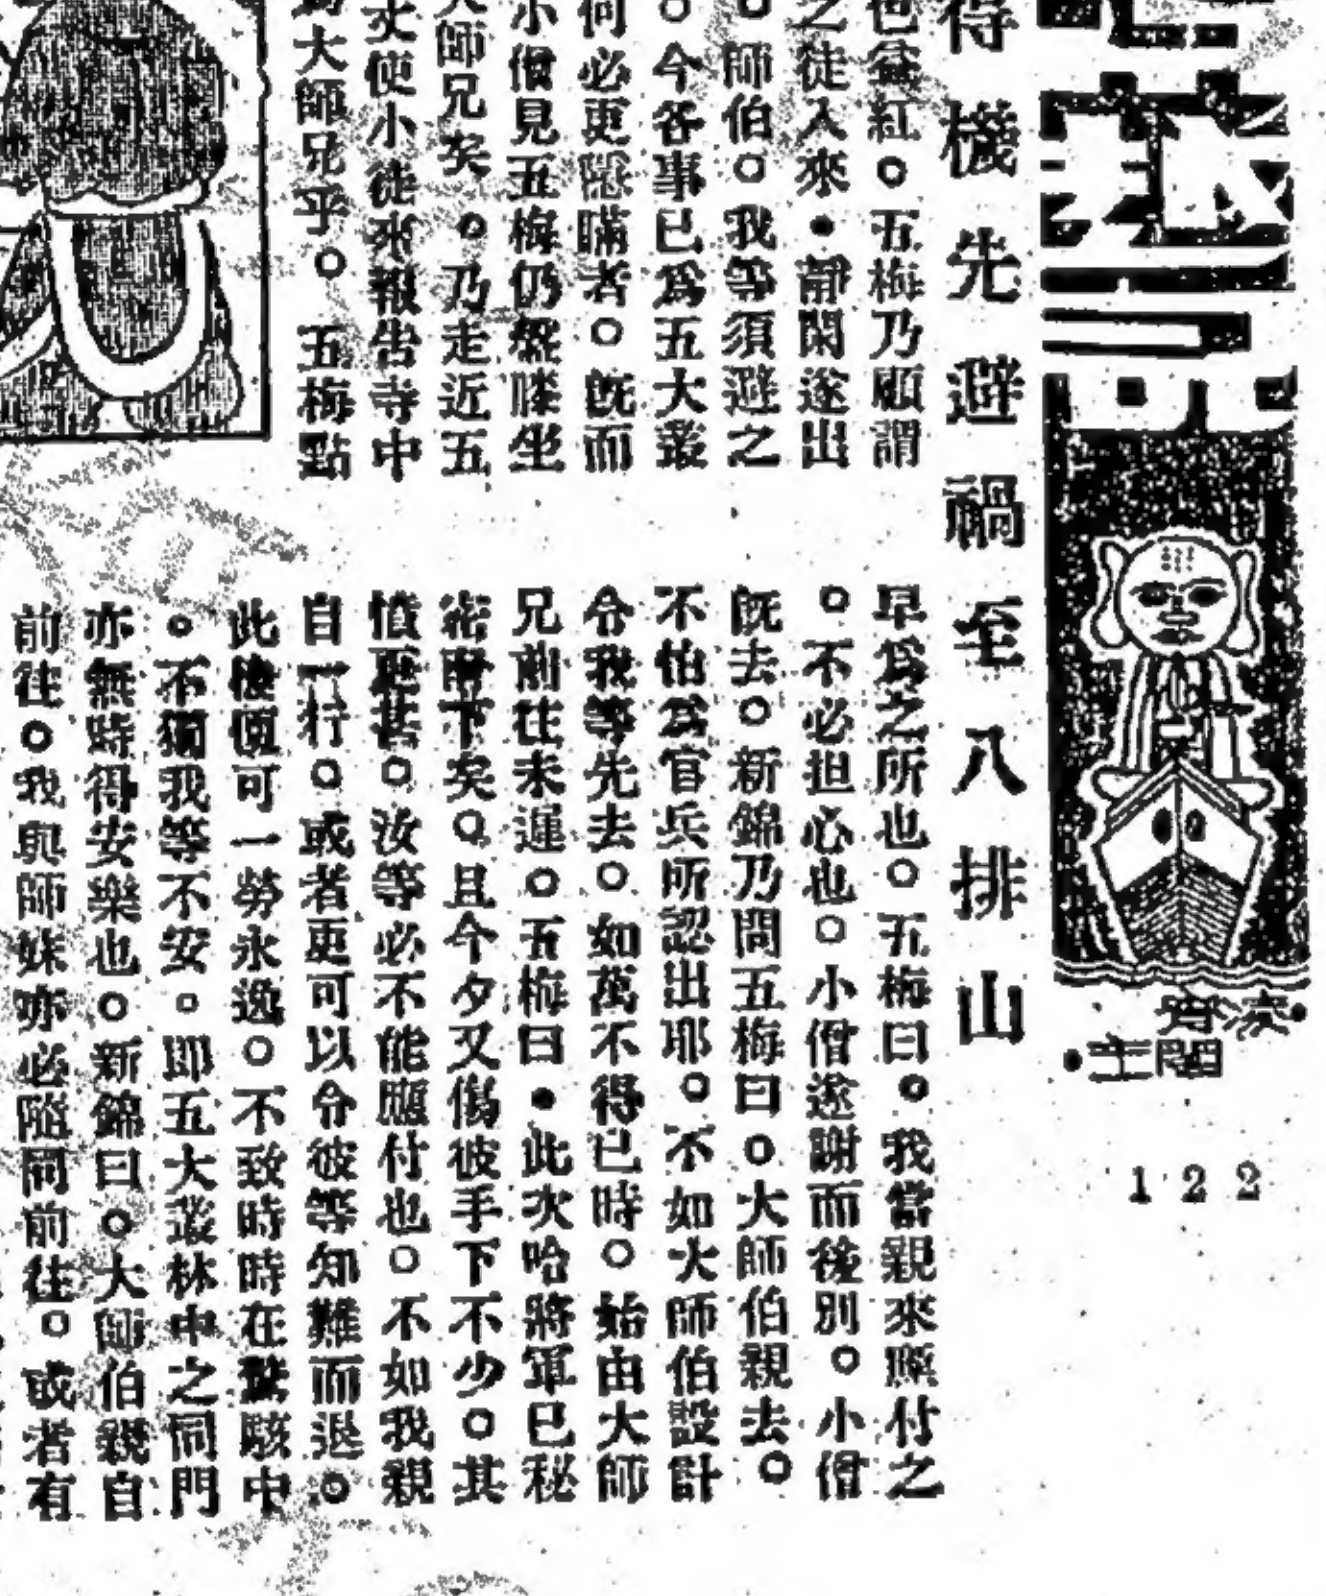 122
得機先避禍至八排山
色益紅。五梅乃顧謂
之徒入來•靜閑遂出
。師伯。我等須避之
。今各事已為五大叢
何必更隱瞞者。旣而
小僧見五梅仍盤膝坐
大師兄矣。乃走近五
次使小徒來報告寺中
大師兄乎。五梅點
早為之所也。五梅曰。我當親來照付之
。不必担心也。小僧遂謝而後別。小僧
旣去。新錦乃問五梅曰。大師伯親去。
不怕為官兵所認出耶。不如大師伯設計
令我等先去。如萬不得已時。始由大師
兄前往未遲。五梅曰•此次哈將軍已秘
密南下矣。且今夕又傷彼手下不少。其
憤更甚。汝等必不能應付也。不如我親
自一行。或者更可以令彼等知難而退。
此後便可一勞永逸。不致時時在驚駭中
。不獨我等不安。即五大叢林中之同門
亦無時得安樂也。新錦曰。大師伯親自
前往。我與師妹亦必隨同前往。或者有